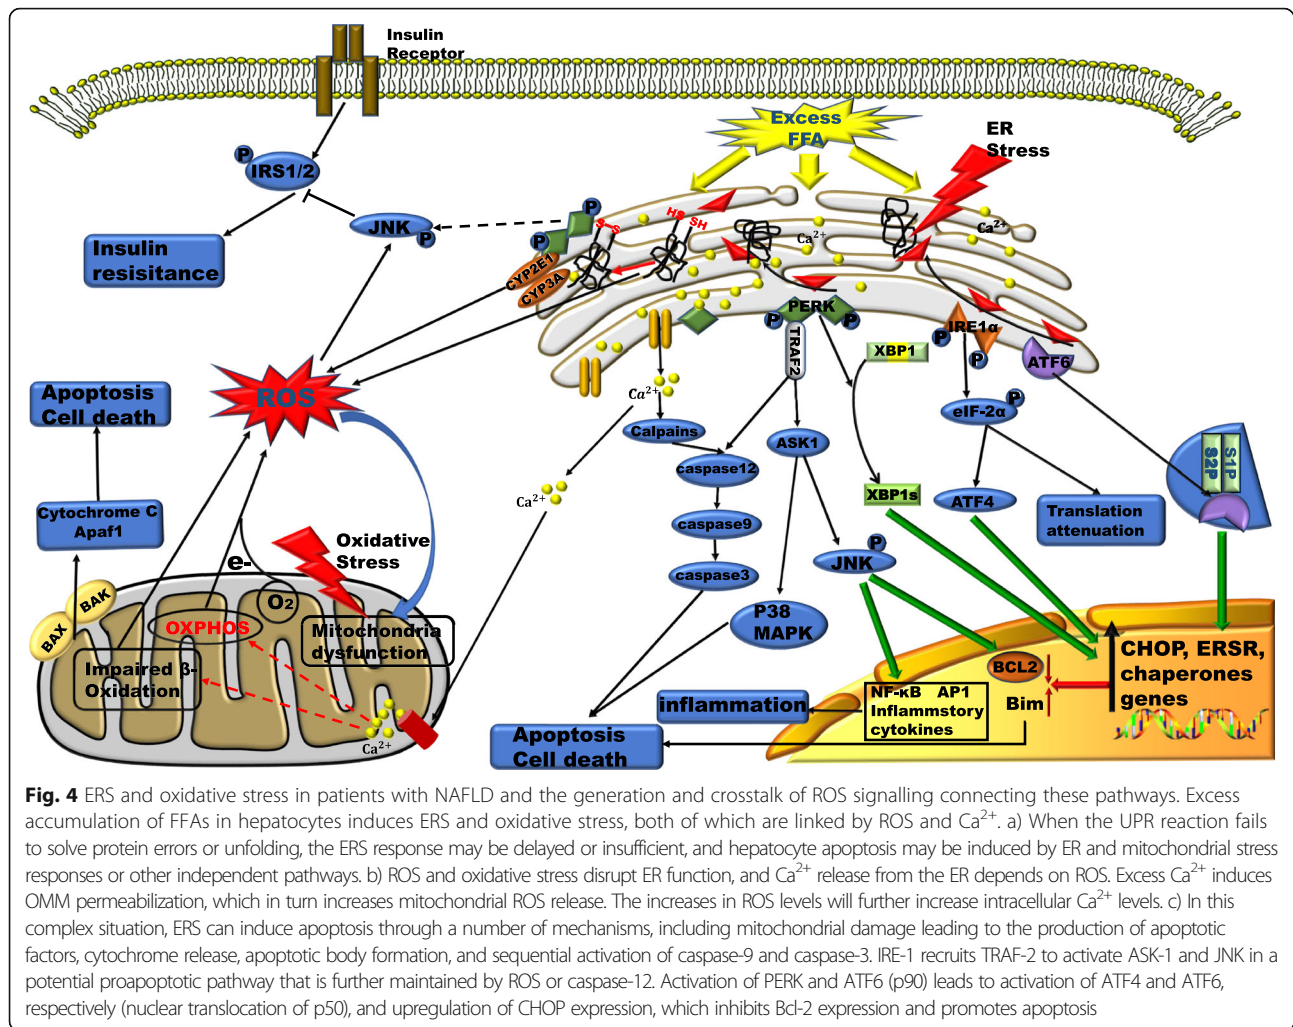 Insulin
Receptor
Excess
FFA
ER
Stress
P
IRS1/2
P
HS SH
S-S
JNK
P
P
Ca²⁺
Ca²⁺
Insulin
resisitance
CYP2E1
CYP3A
PERK
P
P
TRAF2
IRE1α
P
P
XBP1
ATF6
ROS
Apoptosis
Cell death
Ca²⁺
eIF-2α
P
Calpains
ASK1
S1P
S2P
caspase12
Ca²⁺
XBP1s
ATF4
Translation
attenuation
Cytochrome C
Apaf1
caspase9
Oxidative
Stress
e-
JNK
P
caspase3
BAK
BAX
O2
OXPHOS
Mitochondria
dysfunction
P38
MAPK
Impaired β-
Oxidation
BCL2
CHOP, ERSR,
chaperones
genes
NF-κB AP1
Inflammstory
cytokines
Bim
inflammation
Ca²⁺
Apoptosis
Cell death
Fig. 4 ERS and oxidative stress in patients with NAFLD and the generation and crosstalk of ROS signalling connecting these pathways. Excess
accumulation of FFAs in hepatocytes induces ERS and oxidative stress, both of which are linked by ROS and Ca²⁺. a) When the UPR reaction fails
to solve protein errors or unfolding, the ERS response may be delayed or insufficient, and hepatocyte apoptosis may be induced by ER and mitochondrial stress
responses or other independent pathways. b) ROS and oxidative stress disrupt ER function, and Ca²⁺ release from the ER depends on ROS. Excess Ca²⁺ induces
OMM permeabilization, which in turn increases mitochondrial ROS release. The increases in ROS levels will further increase intracellular Ca²⁺ levels. c) In this
complex situation, ERS can induce apoptosis through a number of mechanisms, including mitochondrial damage leading to the production of apoptotic
factors, cytochrome release, apoptotic body formation, and sequential activation of caspase-9 and caspase-3. IRE-1 recruits TRAF-2 to activate ASK-1 and JNK in a
potential proapoptotic pathway that is further maintained by ROS or caspase-12. Activation of PERK and ATF6 (p90) leads to activation of ATF4 and ATF6,
respectively (nuclear translocation of p50), and upregulation of CHOP expression, which inhibits Bcl-2 expression and promotes apoptosis